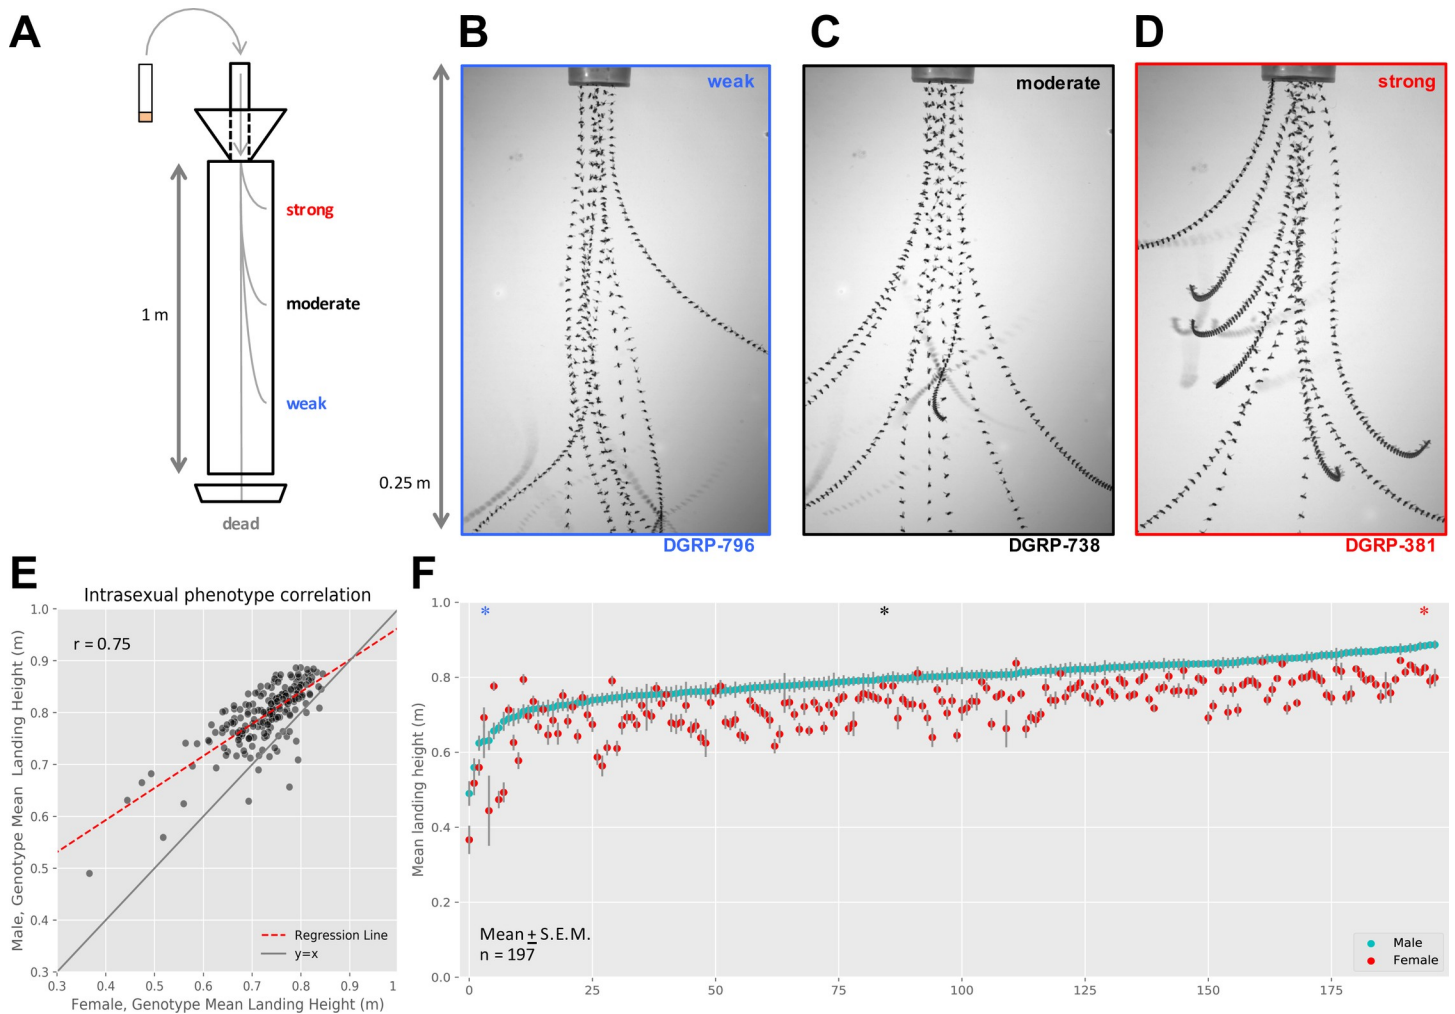 A
B
C
D
strong
moderate
weak
1 m
dead
0.25 m
weak
moderate
strong
DGRP-796
DGRP-738
DGRP-381
E
Intrasexual phenotype correlation
r = 0.75
Male, Genotype Mean Landing Height (m)
1.0
0.9
0.8
0.7
0.6
0.5
0.4
0.3
Regression Line
y=x
0.3 0.4 0.5 0.6 0.7 0.8 0.9 1
Female, Genotype Mean Landing Height (m)
F
Mean landing height (m)
1.0
0.8
0.6
0.4
0.2
0.0
* * *
Mean ± S.E.M.
n = 197
Male
Female
0 25 50 75 100 125 150 175